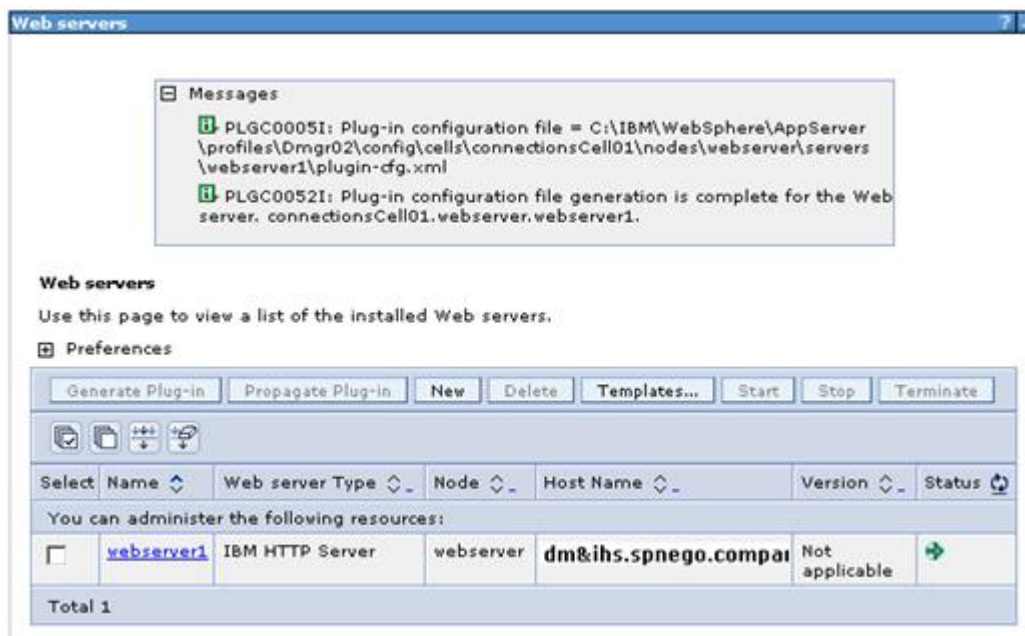 Web servers ?
Messages
PLGC0005I: Plug-in configuration file = C:\IBM\WebSphere\AppServer
\profiles\Dmgr02\config\cells\connectionsCell01\nodes\webserver\servers
\webserver1\plugin-cfg.xml
PLGC0052I: Plug-in configuration file generation is complete for the Web
server. connectionsCell01.webserver.webserver1.
Web servers
Use this page to view a list of the installed Web servers.
Preferences
Generate Plug-in Propagate Plug-in New Delete Templates... Start Stop Terminate
Select Name Web server Type Node Host Name Version Status
You can administer the following resources:
webserver1 IBM HTTP Server webserver dm&ihs.spnego.compa Not
applicable
Total 1